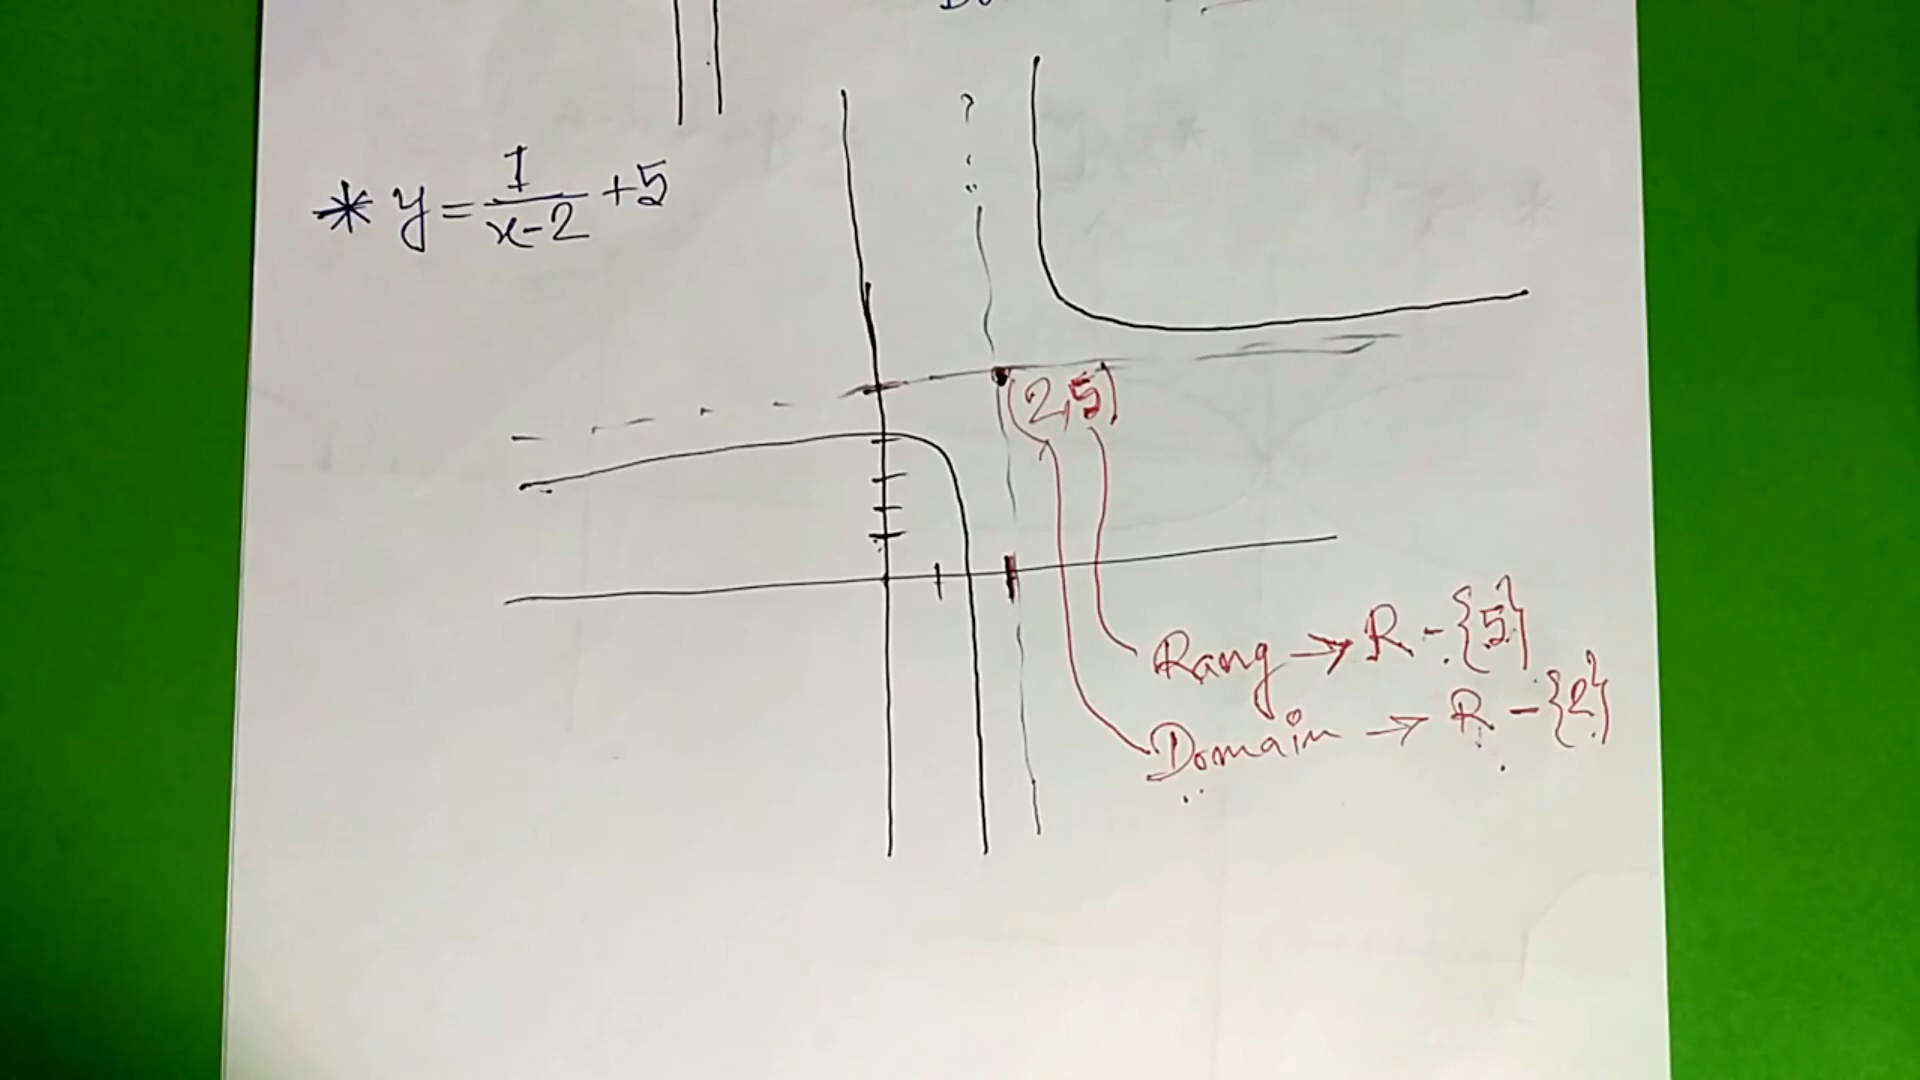 * y = 1/(x-2) + 5
(2,5)
Rang → R - {5}
Domain → R - {2}